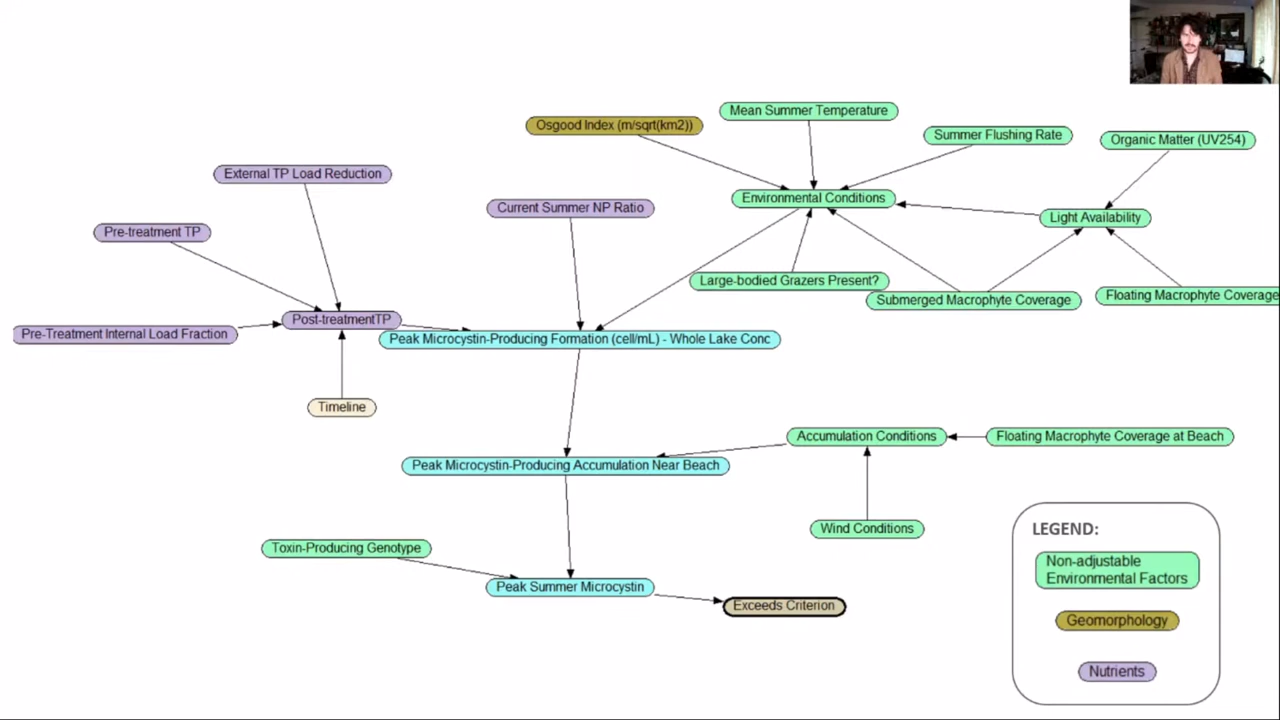 Mean Summer Temperature
Osgood Index (m/sqrt(km2))
Summer Flushing Rate
Organic Matter (UV254)
External TP Load Reduction
Environmental Conditions
Current Summer NP Ratio
Light Availability
Pre-treatment TP
Large-bodied Grazers Present?
Submerged Macrophyte Coverage
Floating Macrophyte Coverage
Post-treatmentTP
Pre-Treatment Internal Load Fraction
Peak Microcystin-Producing Formation (cell/mL) - Whole Lake Conc
Timeline
Accumulation Conditions
Floating Macrophyte Coverage at Beach
Peak Microcystin-Producing Accumulation Near Beach
Wind Conditions
Toxin-Producing Genotype
Peak Summer Microcystin
Exceeds Criterion
LEGEND:
Non-adjustable
Environmental Factors
Geomorphology
Nutrients